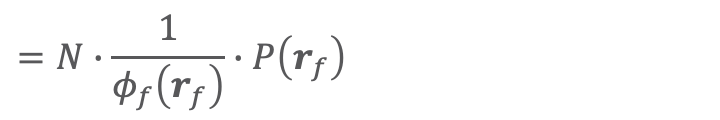 = N · 1/ϕ_f(r_f) · P(r_f)